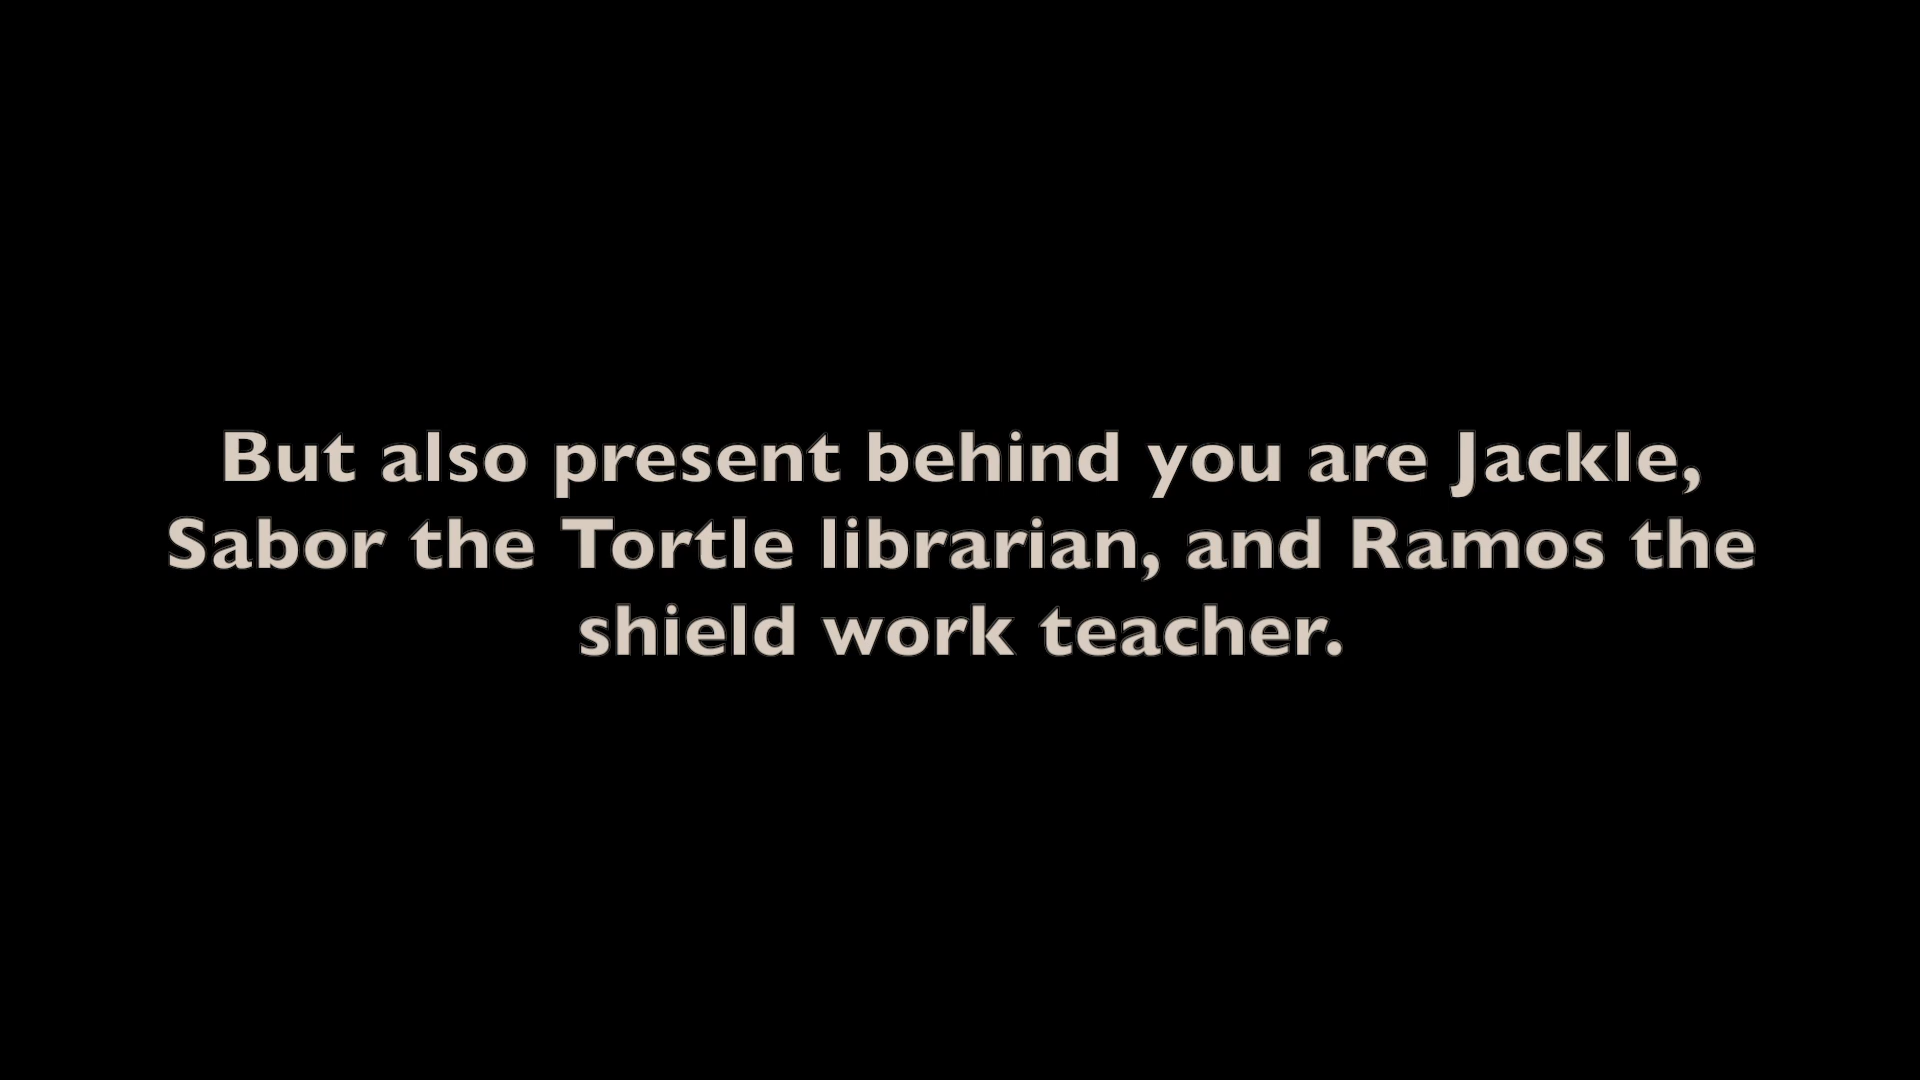 But also present behind you are Jackle,
Sabor the Tortle librarian, and Ramos the
shield work teacher.